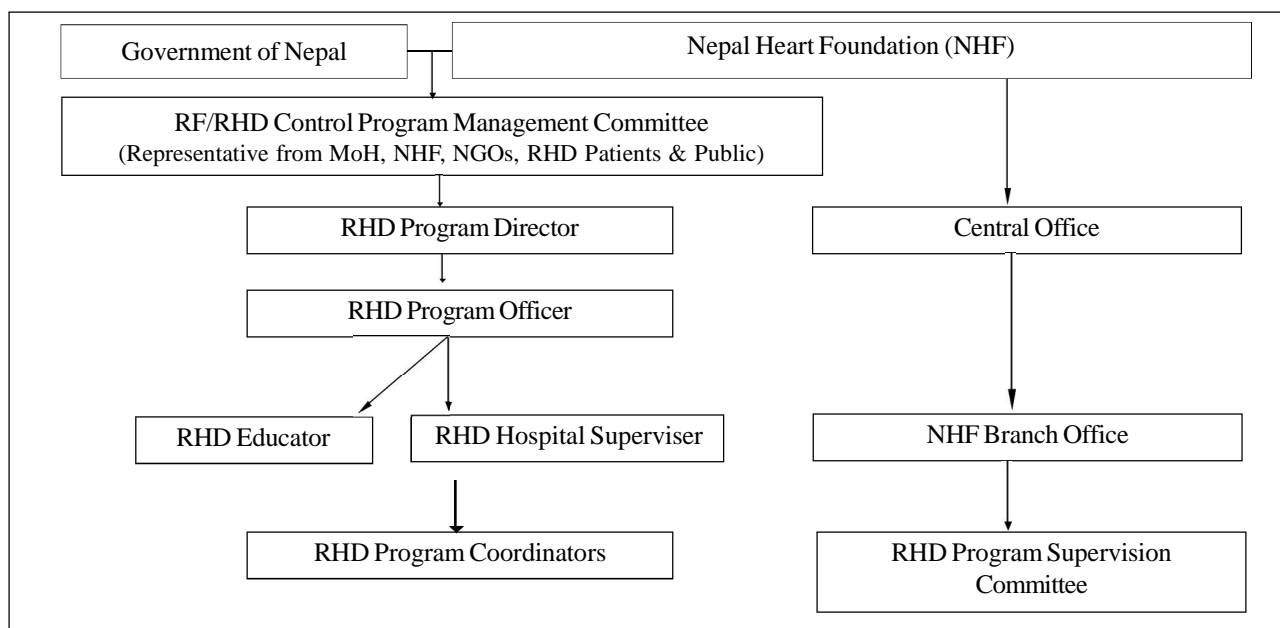 Government of Nepal
Nepal Heart Foundation (NHF)
RF/RHD Control Program Management Committee
(Representative from MoH, NHF, NGOs, RHD Patients & Public)
RHD Program Director
Central Office
RHD Program Officer
RHD Educator
RHD Hospital Superviser
NHF Branch Office
RHD Program Coordinators
RHD Program Supervision
Committee